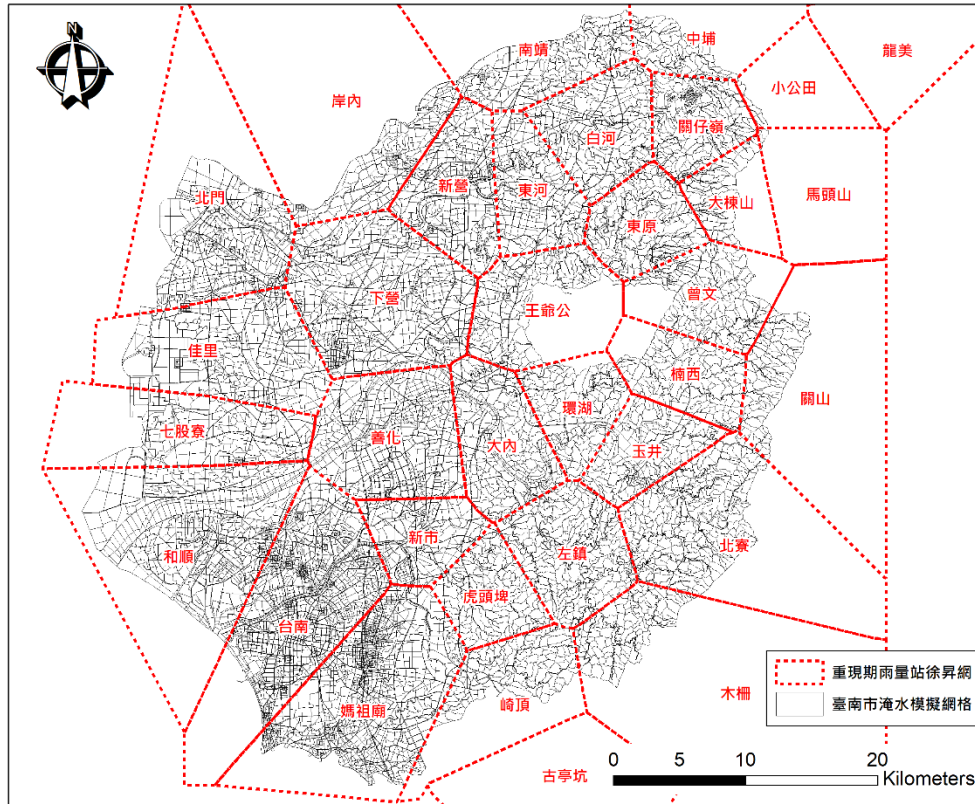 N
南靖
中埔
龍美
小公田
岸內
關仔嶺
白河
新營
東河
北門
大棟山
馬頭山
東原
下營
王爺公
曾文
佳里
楠西
關山
環湖
七股寮
善化
大內
玉井
新市
左鎮
北寮
和順
虎頭埤
台南
重現期雨量站徐昇網
臺南市淹水模擬網格
木柵
崎頂
媽祖廟
古亭坑
0 5 10 20
Kilometers